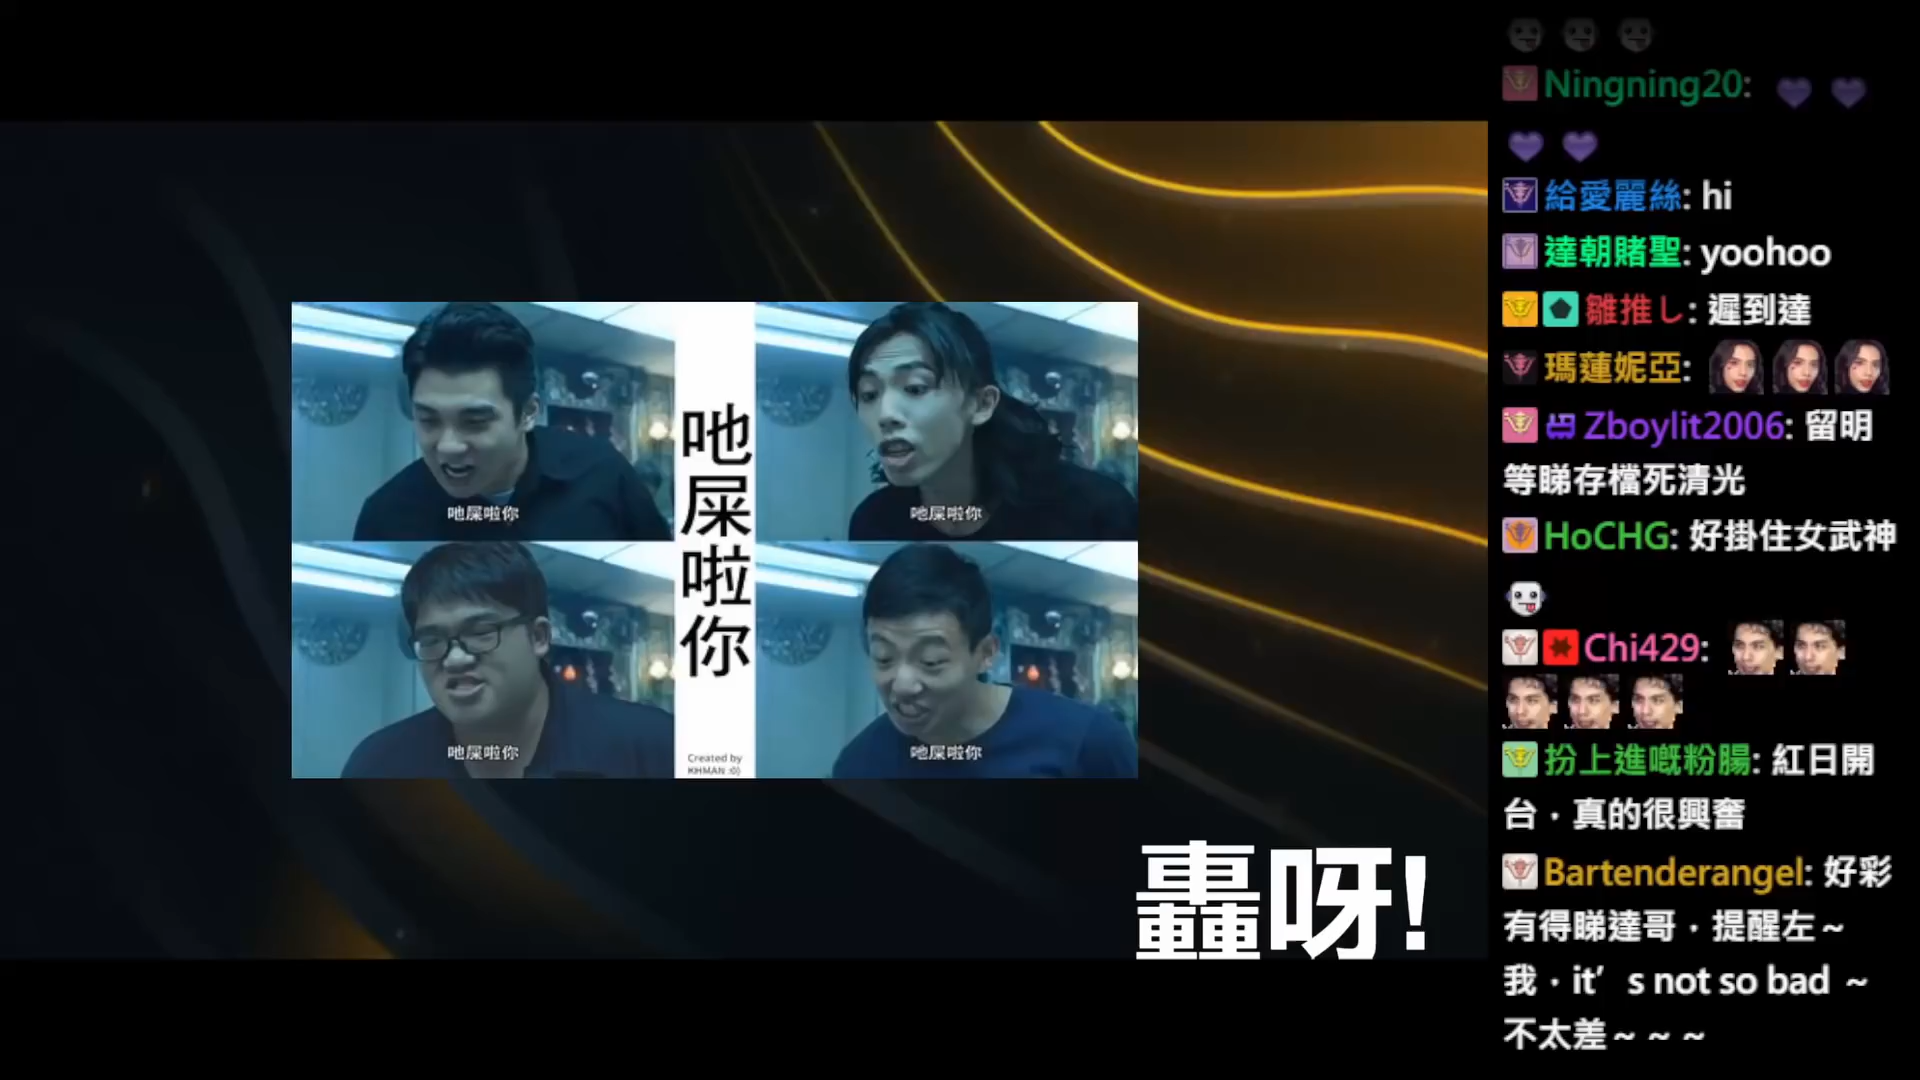 吔屎啦你
吔屎啦你
吔屎啦你
吔屎啦你
吔屎啦你
Created by
KHMAN :0)
轟呀!
Ningning20:
給愛麗絲: hi
達朝賭聖: yoohoo
雛推し: 遲到達
瑪蓮妮亞:
Zboylit2006: 留明
等睇存檔死清光
HoCHG: 好掛住女武神
Chi429:
扮上進嘅粉腸: 紅日開
台．真的很興奮
Bartenderangel: 好彩
有得睇達哥．提醒左~
我．it’s not so bad ~
不太差~ ~ ~